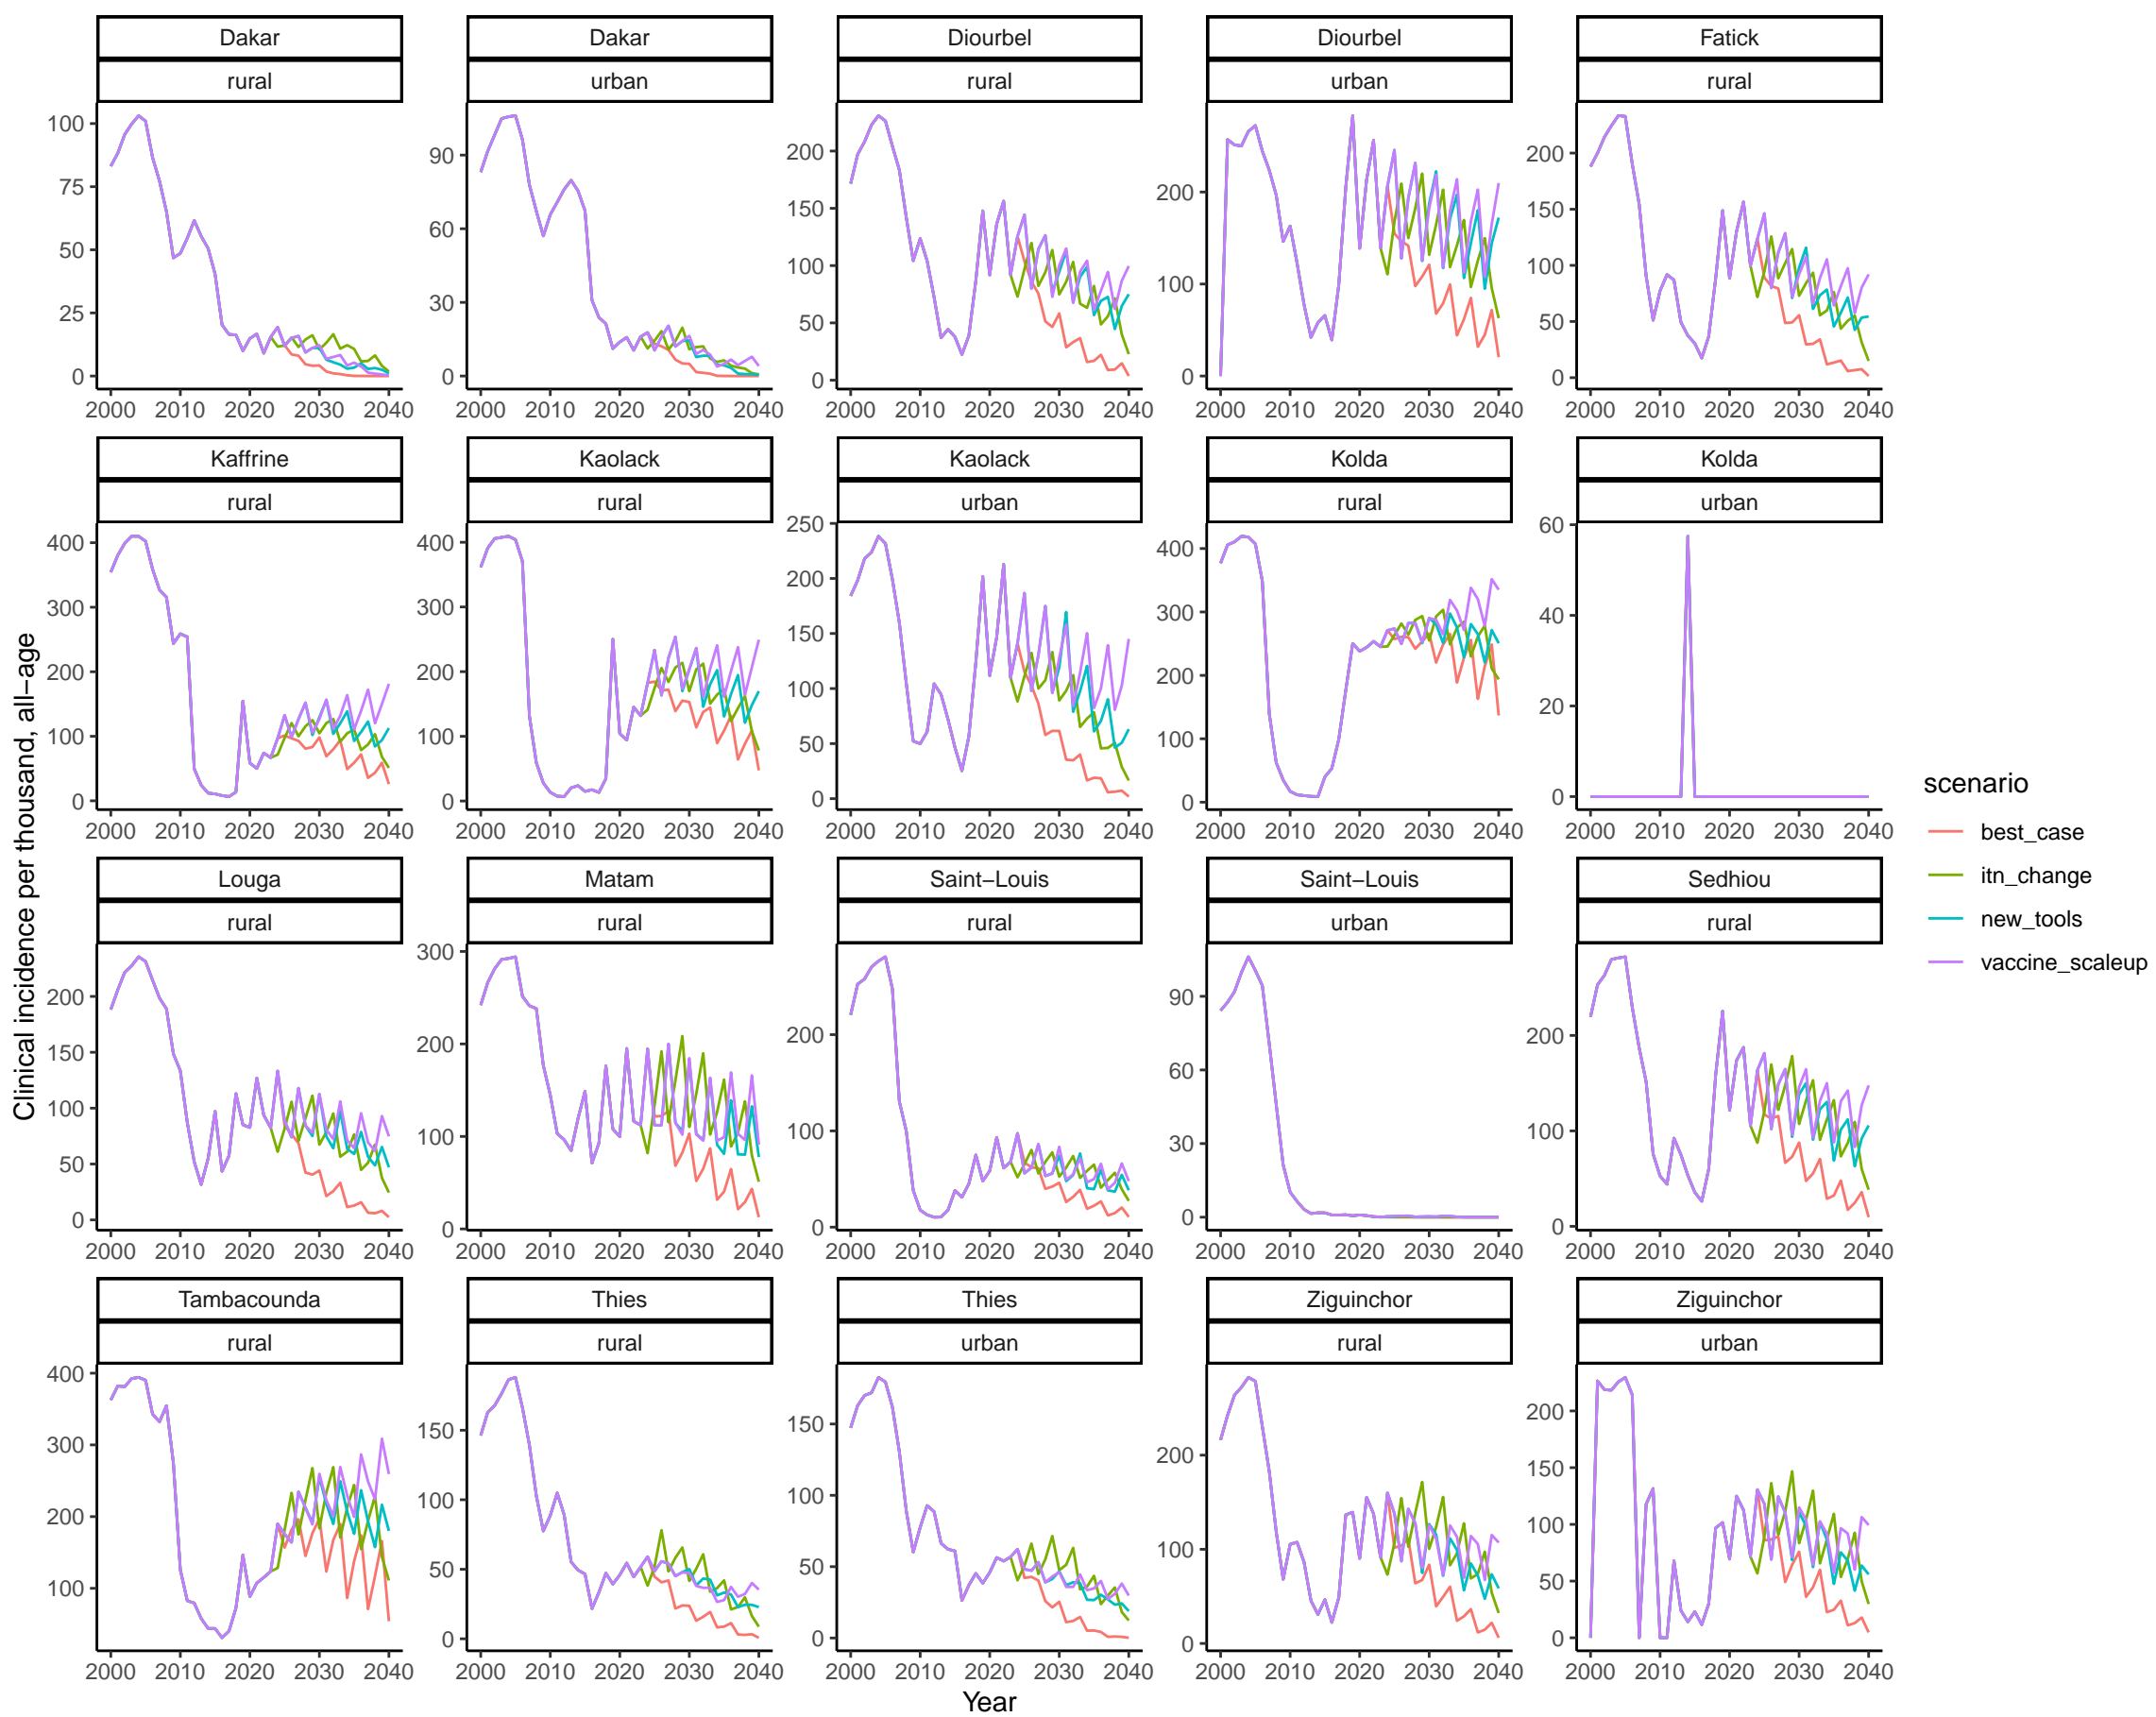 Dakar
Dakar
Diourbel
Diourbel
Fatick
rural
urban
rural
urban
rural
100
75
50
25
0
90
60
30
0
200
150
100
50
0
200
100
0
200
150
100
50
0
2000 2010 2020 2030 2040
2000 2010 2020 2030 2040
2000 2010 2020 2030 2040
2000 2010 2020 2030 2040
2000 2010 2020 2030 2040
Kaffrine
Kaolack
Kaolack
Kolda
Kolda
rural
rural
urban
rural
urban
400
300
200
100
0
400
300
200
100
0
250
200
150
100
50
0
400
300
200
100
0
60
40
20
0
2000 2010 2020 2030 2040
2000 2010 2020 2030 2040
2000 2010 2020 2030 2040
2000 2010 2020 2030 2040
2000 2010 2020 2030 2040
Louga
Matam
Saint−Louis
Saint−Louis
Sedhiou
rural
rural
rural
urban
rural
200
150
100
50
0
300
200
100
0
200
100
0
90
60
30
0
200
100
0
2000 2010 2020 2030 2040
2000 2010 2020 2030 2040
2000 2010 2020 2030 2040
2000 2010 2020 2030 2040
2000 2010 2020 2030 2040
Tambacounda
Thies
Thies
Ziguinchor
Ziguinchor
rural
rural
urban
rural
urban
400
300
200
100
150
100
50
0
150
100
50
0
200
100
0
200
150
100
50
0
2000 2010 2020 2030 2040
2000 2010 2020 2030 2040
2000 2010 2020 2030 2040
2000 2010 2020 2030 2040
2000 2010 2020 2030 2040
Year
Clinical incidence per thousand, all−age
scenario
best_case
itn_change
new_tools
vaccine_scaleup